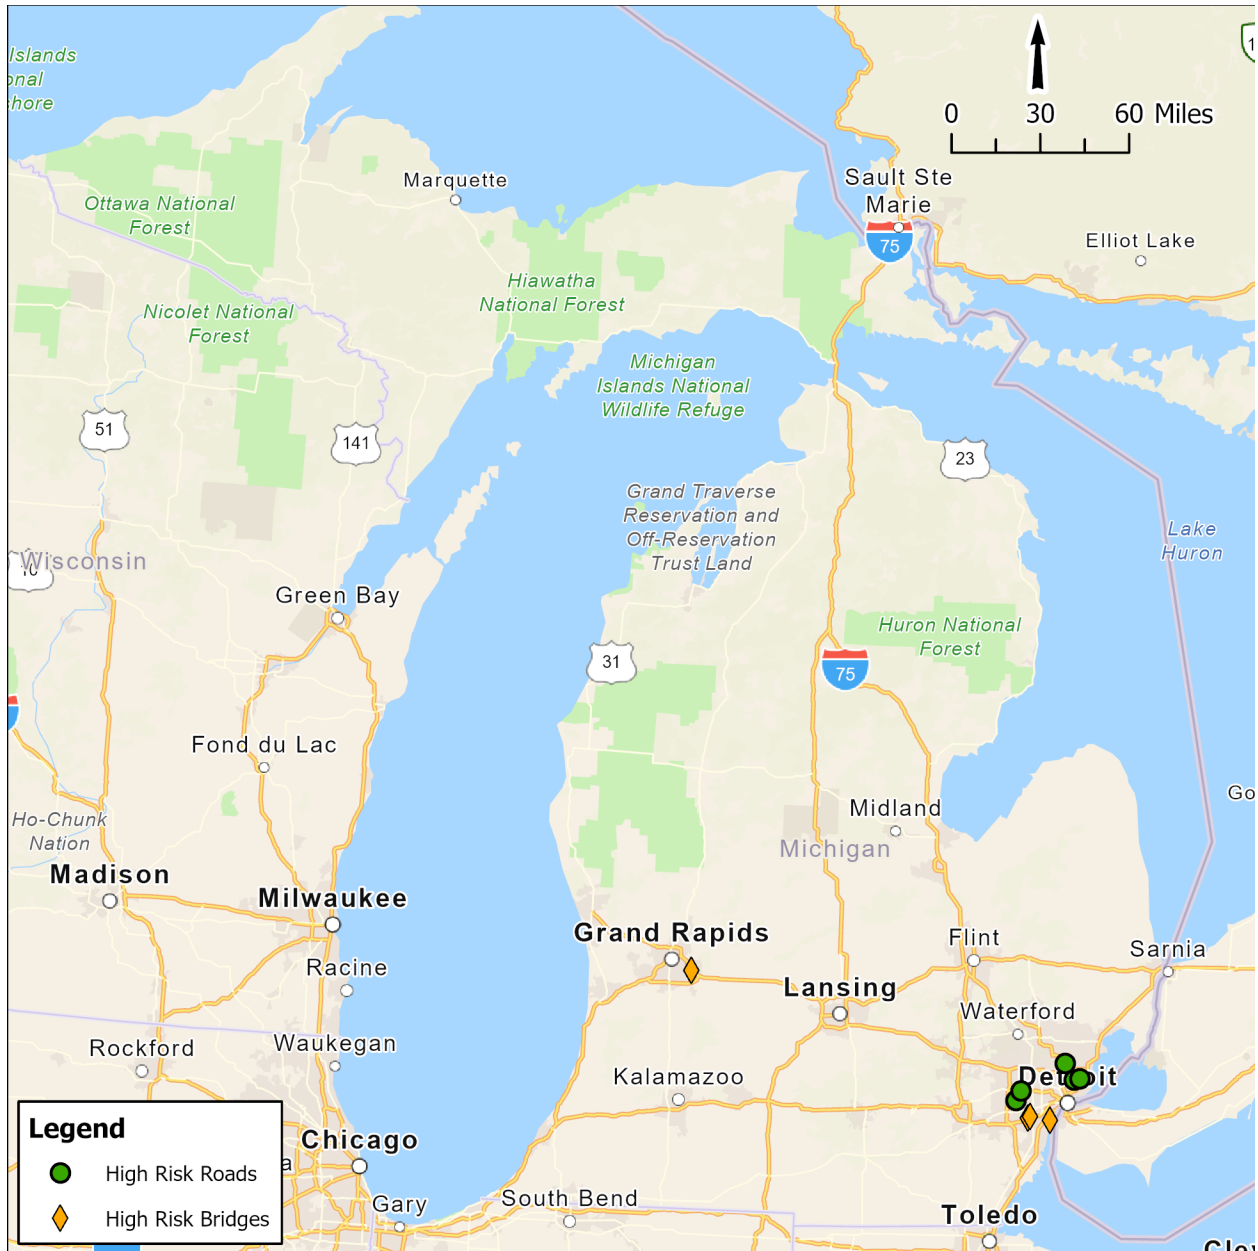 Islands
onal
hore
1
0 30 60 Miles
Sault Ste
Marie
75
Marquette
Elliot Lake
Ottawa National
Forest
Hiawatha
National Forest
Nicolet National
Forest
Michigan
Islands National
Wildlife Refuge
51
141
23
Grand Traverse
Reservation and
Off-Reservation
Trust Land
Lake
Huron
Wisconsin
Green Bay
Huron National
Forest
31
75
Fond du Lac
Midland
Go
Ho-Chunk
Nation
Michigan
Madison
Milwaukee
Grand Rapids
Flint
Sarnia
Racine
Lansing
Waterford
Rockford
Waukegan
Kalamazoo
Detroit
Legend
High Risk Roads
High Risk Bridges
Chicago
a
Gary
South Bend
Toledo
Cle